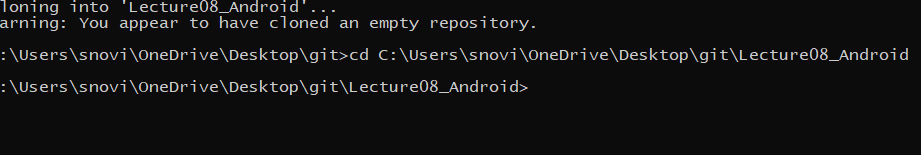 loning into 'Lecture08_Android'...
arning: You appear to have cloned an empty repository.
:\Users\snovi\OneDrive\Desktop\git>cd C:\Users\snovi\OneDrive\Desktop\git\Lecture08_Android
:\Users\snovi\OneDrive\Desktop\git\Lecture08_Android>